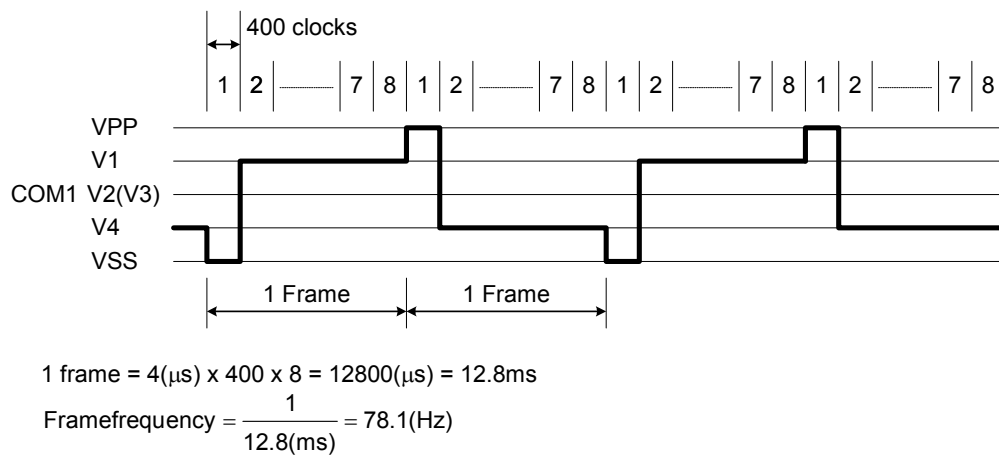 400 clocks
1 2 7 8 1 2 7 8 1 2 7 8 1 2 7 8
VPP
V1
COM1 V2(V3)
V4
VSS
1 Frame 1 Frame
1 frame = 4(μs) x 400 x 8 = 12800(μs) = 12.8ms
Framefrequency = 1 / 12.8(ms) = 78.1(Hz)